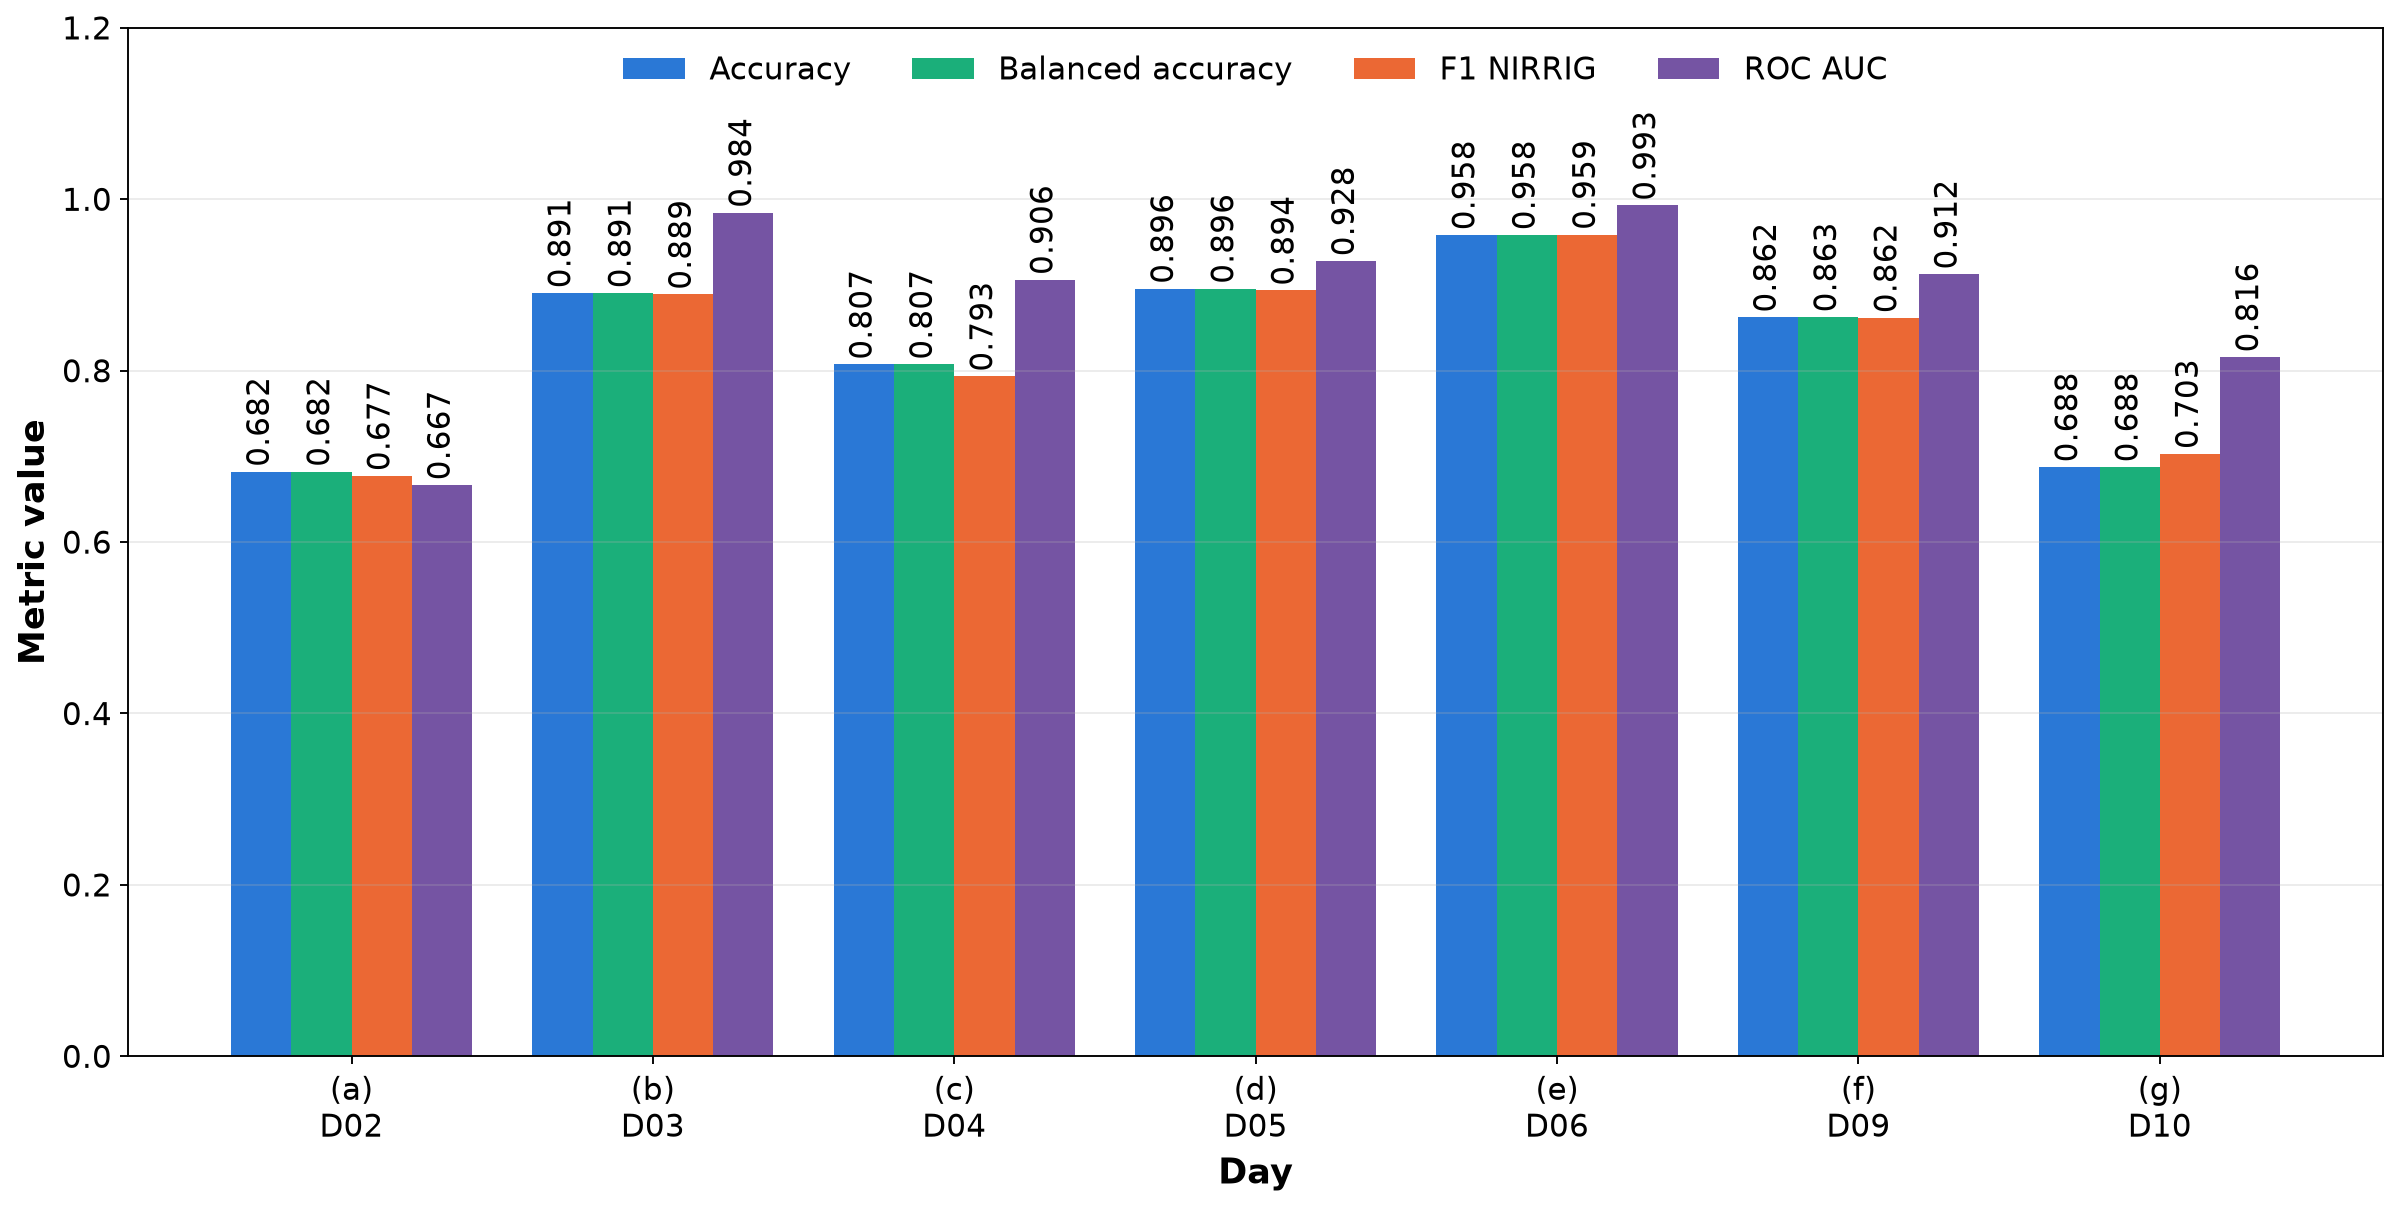 1.2
Accuracy Balanced accuracy F1 NIRRIG ROC AUC
1.0
0.8
0.6
0.4
0.2
0.0
Metric value
0.682 0.682 0.677 0.667
0.891 0.891 0.889 0.984
0.807 0.807 0.793 0.906
0.896 0.896 0.894 0.928
0.958 0.958 0.959 0.993
0.862 0.863 0.862 0.912
0.688 0.688 0.703 0.816
(a) (b) (c) (d) (e) (f) (g)
D02 D03 D04 D05 D06 D09 D10
Day